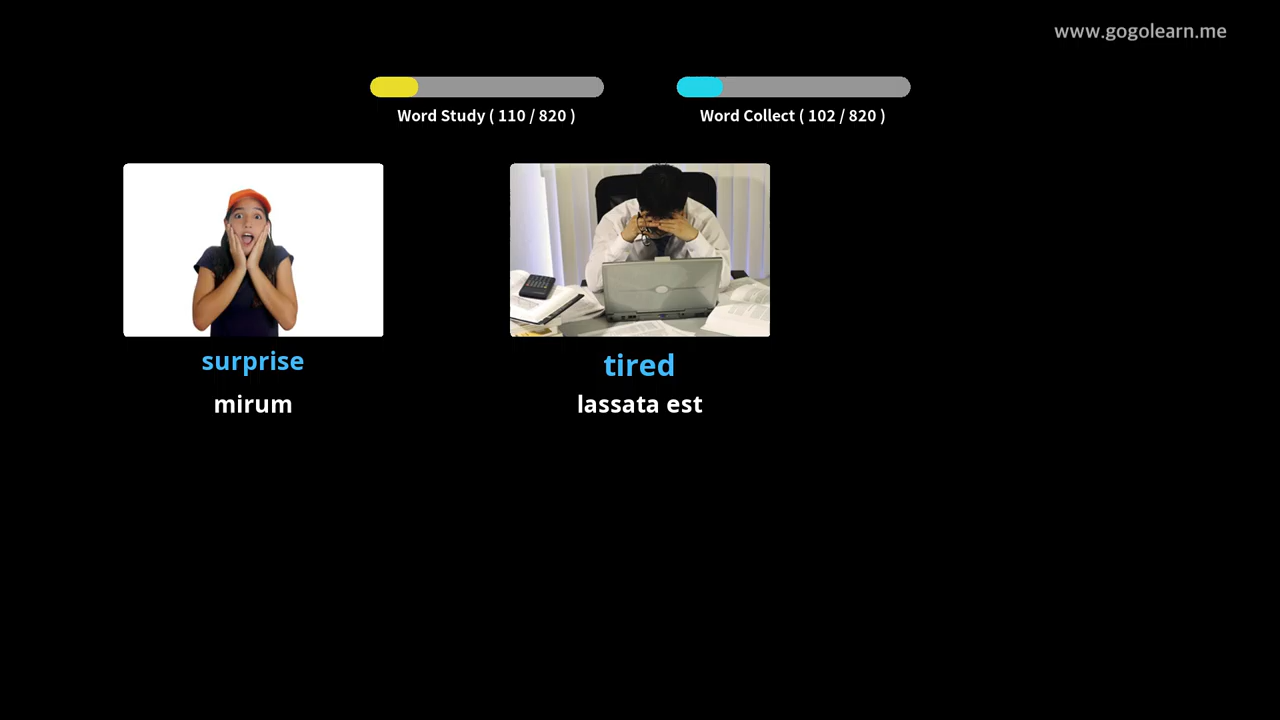 www.gogolearn.me
Word Study ( 110 / 820 )
Word Collect ( 102 / 820 )
surprise
mirum
tired
lassata est